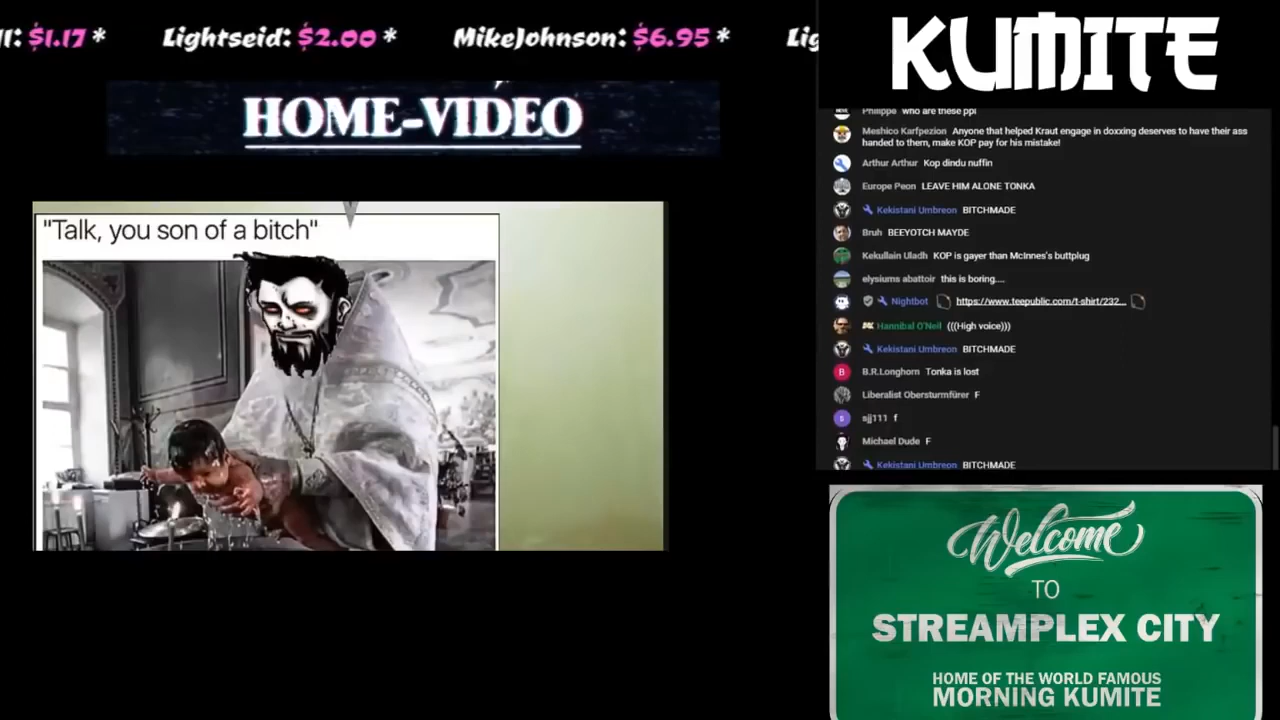 ll: $1.17 * Lightseid: $2.00 * MikeJohnson: $6.95 * Lig
KUMITE
HOME-VIDEO
"Talk, you son of a bitch"
Philippe who are these ppl
Meshico Karfpezion Anyone that helped Kraut engage in doxxing deserves to have their ass
handed to them, make KOP pay for his mistake!
Arthur Arthur Kop dindu nuffin
Europe Peon LEAVE HIM ALONE TONKA
Kekistani Umbreon BITCHMADE
Bruh BEEYOTCH MAYDE
Kekullain Uladh KOP is gayer than McInnes's buttplug
elysiums abattoir this is boring....
Nightbot https://www.teepublic.com/t-shirt/232...
Hannibal O'Neil (((High voice)))
Kekistani Umbreon BITCHMADE
B B.R.Longhorn Tonka is lost
Liberalist Obersturmfürer F
s sjj111 f
Michael Dude F
Kekistani Umbreon BITCHMADE
Welcome
TO
STREAMPLEX CITY
HOME OF THE WORLD FAMOUS
MORNING KUMITE